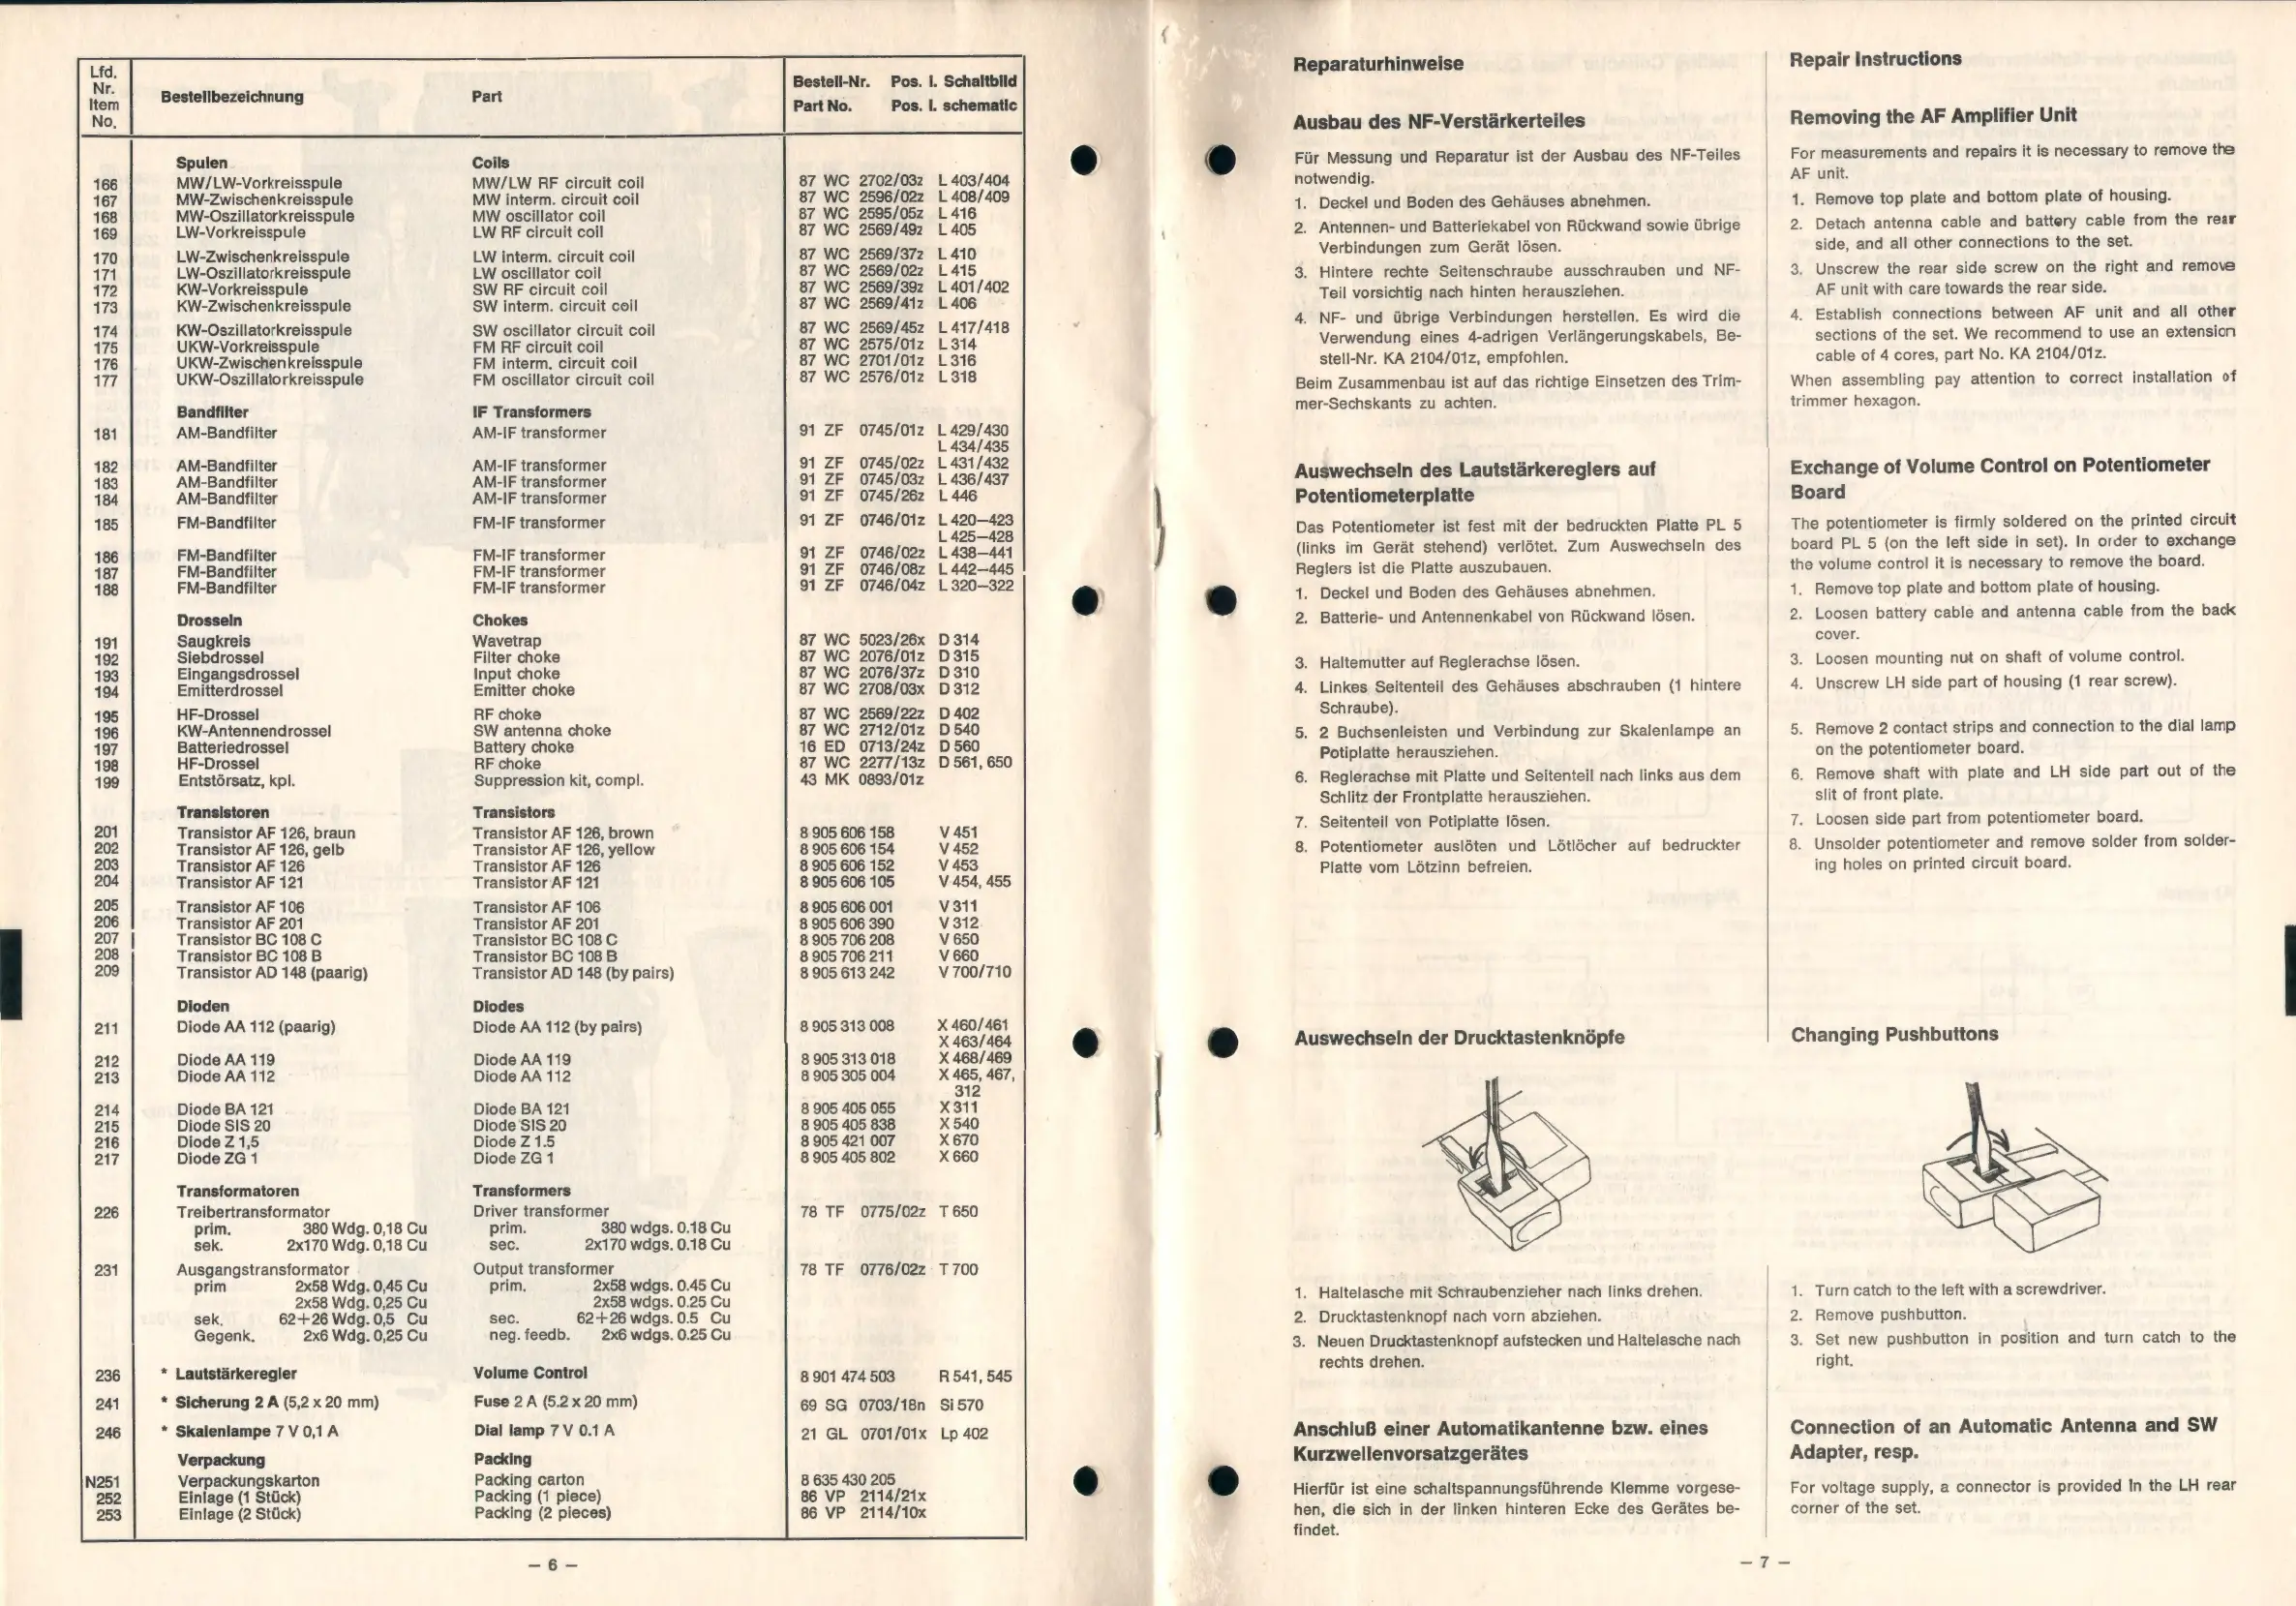 Lfd.
Nr.
Item
No.
Bestellbezeichnung Part Bestell-Nr. Pos. I. Schaltbild
Part No. Pos. I. schematic
Spulen Coils
166 MW/LW-Vorkreisspule MW/LW RF circuit coil 87 WC 2702/03z L 403/404
167 MW-Zwischenkreisspule MW interm. circuit coil 87 WC 2596/02z L 408/409
168 MW-Oszillatorkreisspule MW oscillator coil 87 WC 2595/05z L 416
169 LW-Vorkreisspule LW RF circuit coil 87 WC 2569/49z L 405
170 LW-Zwischenkreisspule LW interm. circuit coil 87 WC 2569/37z L 410
171 LW-Oszillatorkreisspule LW oscillator coil 87 WC 2569/02z L 415
172 KW-Vorkreisspule SW RF circuit coil 87 WC 2569/39z L 401/402
173 KW-Zwischenkreisspule SW interm. circuit coil 87 WC 2569/41z L 406
174 KW-Oszillatorkreisspule SW oscillator circuit coil 87 WC 2569/45z L 417/418
175 UKW-Vorkreisspule FM RF circuit coil 87 WC 2575/01z L 314
176 UKW-Zwischenkreisspule FM interm. circuit coil 87 WC 2701/01z L 316
177 UKW-Oszillatorkreisspule FM oscillator circuit coil 87 WC 2576/01z L 318
Bandfilter IF Transformers
181 AM-Bandfilter AM-IF transformer 91 ZF 0745/01z L 429/430
L 434/435
182 AM-Bandfilter AM-IF transformer 91 ZF 0745/02z L 431/432
183 AM-Bandfilter AM-IF transformer 91 ZF 0745/03z L 436/437
184 AM-Bandfilter AM-IF transformer 91 ZF 0745/26z L 446
185 FM-Bandfilter FM-IF transformer 91 ZF 0746/01z L 420–423
L 425–428
186 FM-Bandfilter FM-IF transformer 91 ZF 0746/02z L 438–441
187 FM-Bandfilter FM-IF transformer 91 ZF 0746/08z L 442–445
188 FM-Bandfilter FM-IF transformer 91 ZF 0746/04z L 320–322
Drosseln Chokes
191 Saugkreis Wavetrap 87 WC 5023/26x D 314
192 Siebdrossel Filter choke 87 WC 2076/01z D 315
193 Eingangsdrossel Input choke 87 WC 2076/37z D 310
194 Emitterdrossel Emitter choke 87 WC 2708/03x D 312
195 HF-Drossel RF choke 87 WC 2569/22z D 402
196 KW-Antennendrossel SW antenna choke 87 WC 2712/01z D 540
197 Batteriedrossel Battery choke 16 ED 0713/24z D 560
198 HF-Drossel RF choke 87 WC 2277/13z D 561, 650
199 Entstörsatz, kpl. Suppression kit, compl. 43 MK 0893/01z
Transistoren Transistors
201 Transistor AF 126, braun Transistor AF 126, brown 8 905 606 158 V 451
202 Transistor AF 126, gelb Transistor AF 126, yellow 8 905 606 154 V 452
203 Transistor AF 126 Transistor AF 126 8 905 606 152 V 453
204 Transistor AF 121 Transistor AF 121 8 905 606 105 V 454, 455
205 Transistor AF 106 Transistor AF 106 8 905 606 001 V 311
206 Transistor AF 201 Transistor AF 201 8 905 606 390 V 312
207 Transistor BC 108 C Transistor BC 108 C 8 905 706 208 V 650
208 Transistor BC 108 B Transistor BC 108 B 8 905 706 211 V 660
209 Transistor AD 148 (paarig) Transistor AD 148 (by pairs) 8 905 613 242 V 700/710
Dioden Diodes
211 Diode AA 112 (paarig) Diode AA 112 (by pairs) 8 905 313 008 X 460/461
X 463/464
212 Diode AA 119 Diode AA 119 8 905 313 018 X 468/469
213 Diode AA 112 Diode AA 112 8 905 305 004 X 465, 467,
312
214 Diode BA 121 Diode BA 121 8 905 405 055 X 311
215 Diode SIS 20 Diode SIS 20 8 905 405 838 X 540
216 Diode Z 1,5 Diode Z 1.5 8 905 421 007 X 670
217 Diode ZG 1 Diode ZG 1 8 905 405 802 X 660
Transformatoren Transformers
226 Treibertransformator Driver transformer 78 TF 0775/02z T 650
prim. 380 Wdg. 0,18 Cu prim. 380 wdgs. 0.18 Cu
sek. 2x170 Wdg. 0,18 Cu sec. 2x170 wdgs. 0.18 Cu
231 Ausgangstransformator Output transformer 78 TF 0776/02z T 700
prim 2x58 Wdg. 0,45 Cu prim. 2x58 wdgs. 0.45 Cu
2x58 Wdg. 0,25 Cu 2x58 wdgs. 0.25 Cu
sek. 62+26 Wdg. 0,5 Cu sec. 62+26 wdgs. 0.5 Cu
Gegenk. 2x6 Wdg. 0,25 Cu neg. feedb. 2x6 wdgs. 0.25 Cu
236 * Lautstärkeregler Volume Control 8 901 474 503 R 541, 545
241 * Sicherung 2 A (5,2 x 20 mm) Fuse 2 A (5.2 x 20 mm) 69 SG 0703/18n Si 570
246 * Skalenlampe 7 V 0,1 A Dial lamp 7 V 0.1 A 21 GL 0701/01x Lp 402
Verpackung Packing
N251 Verpackungskarton Packing carton 8 635 430 205
252 Einlage (1 Stück) Packing (1 piece) 86 VP 2114/21x
253 Einlage (2 Stück) Packing (2 pieces) 86 VP 2114/10x
– 6 –
Reparaturhinweise
Ausbau des NF-Verstärkerteiles
Für Messung und Reparatur ist der Ausbau des NF-Teiles
notwendig.
1. Deckel und Boden des Gehäuses abnehmen.
2. Antennen- und Batteriekabel von Rückwand sowie übrige
Verbindungen zum Gerät lösen.
3. Hintere rechte Seitenschraube ausschrauben und NF-
Teil vorsichtig nach hinten herausziehen.
4. NF- und übrige Verbindungen herstellen. Es wird die
Verwendung eines 4-adrigen Verlängerungskabels, Be-
stell-Nr. KA 2104/01z, empfohlen.
Beim Zusammenbau ist auf das richtige Einsetzen des Trim-
mer-Sechskants zu achten.
Auswechseln des Lautstärkereglers auf
Potentiometerplatte
Das Potentiometer ist fest mit der bedruckten Platte PL 5
(links im Gerät stehend) verlötet. Zum Auswechseln des
Reglers ist die Platte auszubauen.
1. Deckel und Boden des Gehäuses abnehmen.
2. Batterie- und Antennenkabel von Rückwand lösen.
3. Haltemutter auf Reglerachse lösen.
4. Linkes Seitenteil des Gehäuses abschrauben (1 hintere
Schraube).
5. 2 Buchsenleisten und Verbindung zur Skalenlampe an
Potiplatte herausziehen.
6. Reglerachse mit Platte und Seitenteil nach links aus dem
Schlitz der Frontplatte herausziehen.
7. Seitenteil von Potiplatte lösen.
8. Potentiometer auslöten und Lötlöcher auf bedruckter
Platte vom Lötzinn befreien.
Auswechseln der Drucktastenknöpfe
1. Haltelasche mit Schraubenzieher nach links drehen.
2. Drucktastenknopf nach vorn abziehen.
3. Neuen Drucktastenknopf aufstecken und Haltelasche nach
rechts drehen.
Anschluß einer Automatikantenne bzw. eines
Kurzwellenvorsatzgerätes
Hierfür ist eine schaltspannungsführende Klemme vorgese-
hen, die sich in der linken hinteren Ecke des Gerätes be-
findet.
Repair Instructions
Removing the AF Amplifier Unit
For measurements and repairs it is necessary to remove the
AF unit.
1. Remove top plate and bottom plate of housing.
2. Detach antenna cable and battery cable from the rear
side, and all other connections to the set.
3. Unscrew the rear side screw on the right and remove
AF unit with care towards the rear side.
4. Establish connections between AF unit and all other
sections of the set. We recommend to use an extension
cable of 4 cores, part No. KA 2104/01z.
When assembling pay attention to correct installation of
trimmer hexagon.
Exchange of Volume Control on Potentiometer
Board
The potentiometer is firmly soldered on the printed circuit
board PL 5 (on the left side in set). In order to exchange
the volume control it is necessary to remove the board.
1. Remove top plate and bottom plate of housing.
2. Loosen battery cable and antenna cable from the back
cover.
3. Loosen mounting nut on shaft of volume control.
4. Unscrew LH side part of housing (1 rear screw).
5. Remove 2 contact strips and connection to the dial lamp
on the potentiometer board.
6. Remove shaft with plate and LH side part out of the
slit of front plate.
7. Loosen side part from potentiometer board.
8. Unsolder potentiometer and remove solder from solder-
ing holes on printed circuit board.
Changing Pushbuttons
1. Turn catch to the left with a screwdriver.
2. Remove pushbutton.
3. Set new pushbutton in position and turn catch to the
right.
Connection of an Automatic Antenna and SW
Adapter, resp.
For voltage supply, a connector is provided in the LH rear
corner of the set.
– 7 –